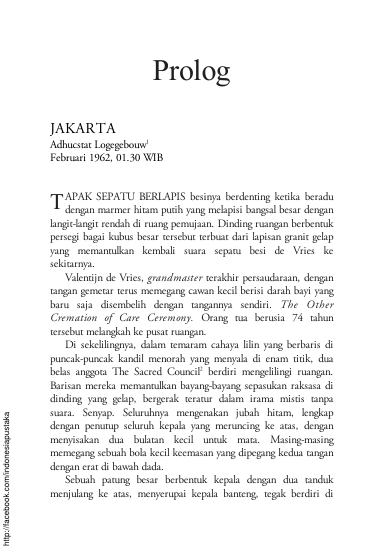 Prolog
JAKARTA
Adhucstat Logegebouw¹
Februari 1962, 01.30 WIB
TAPAK SEPATU BERLAPIS besinya berdenting ketika beradu
dengan marmer hitam putih yang melapisi bangsal besar dengan
langit-langit rendah di ruang pemujaan. Dinding ruangan berbentuk
persegi bagai kubus besar tersebut terbuat dari lapisan granit gelap
yang memantulkan kembali suara sepatu besi de Vries ke
sekitarnya.
Valentijn de Vries, grandmaster terakhir persaudaraan, dengan
tangan gemetar terus memegang cawan kecil berisi darah bayi yang
baru saja disembelih dengan tangannya sendiri. The Other
Cremation of Care Ceremony. Orang tua berusia 74 tahun
tersebut melangkah ke pusat ruangan.
Di sekelilingnya, dalam temaram cahaya lilin yang berbaris di
puncak-puncak kandil menorah yang menyala di enam titik, dua
belas anggota The Sacred Council² berdiri mengelilingi ruangan.
Barisan mereka memantulkan bayang-bayang sepasukan raksasa di
dinding yang gelap, bergerak teratur dalam irama mistis tanpa
suara. Senyap. Seluruhnya mengenakan jubah hitam, lengkap
dengan penutup seluruh kepala yang meruncing ke atas, dengan
menyisakan dua bulatan kecil untuk mata. Masing-masing
memegang sebuah bola kecil keemasan yang dipegang kedua tangan
dengan erat di bawah dada.
Sebuah patung besar berbentuk kepala dengan dua tanduk
menjulang ke atas, menyerupai kepala banteng, tegak berdiri di
http://facebook.com/indonesiapustaka